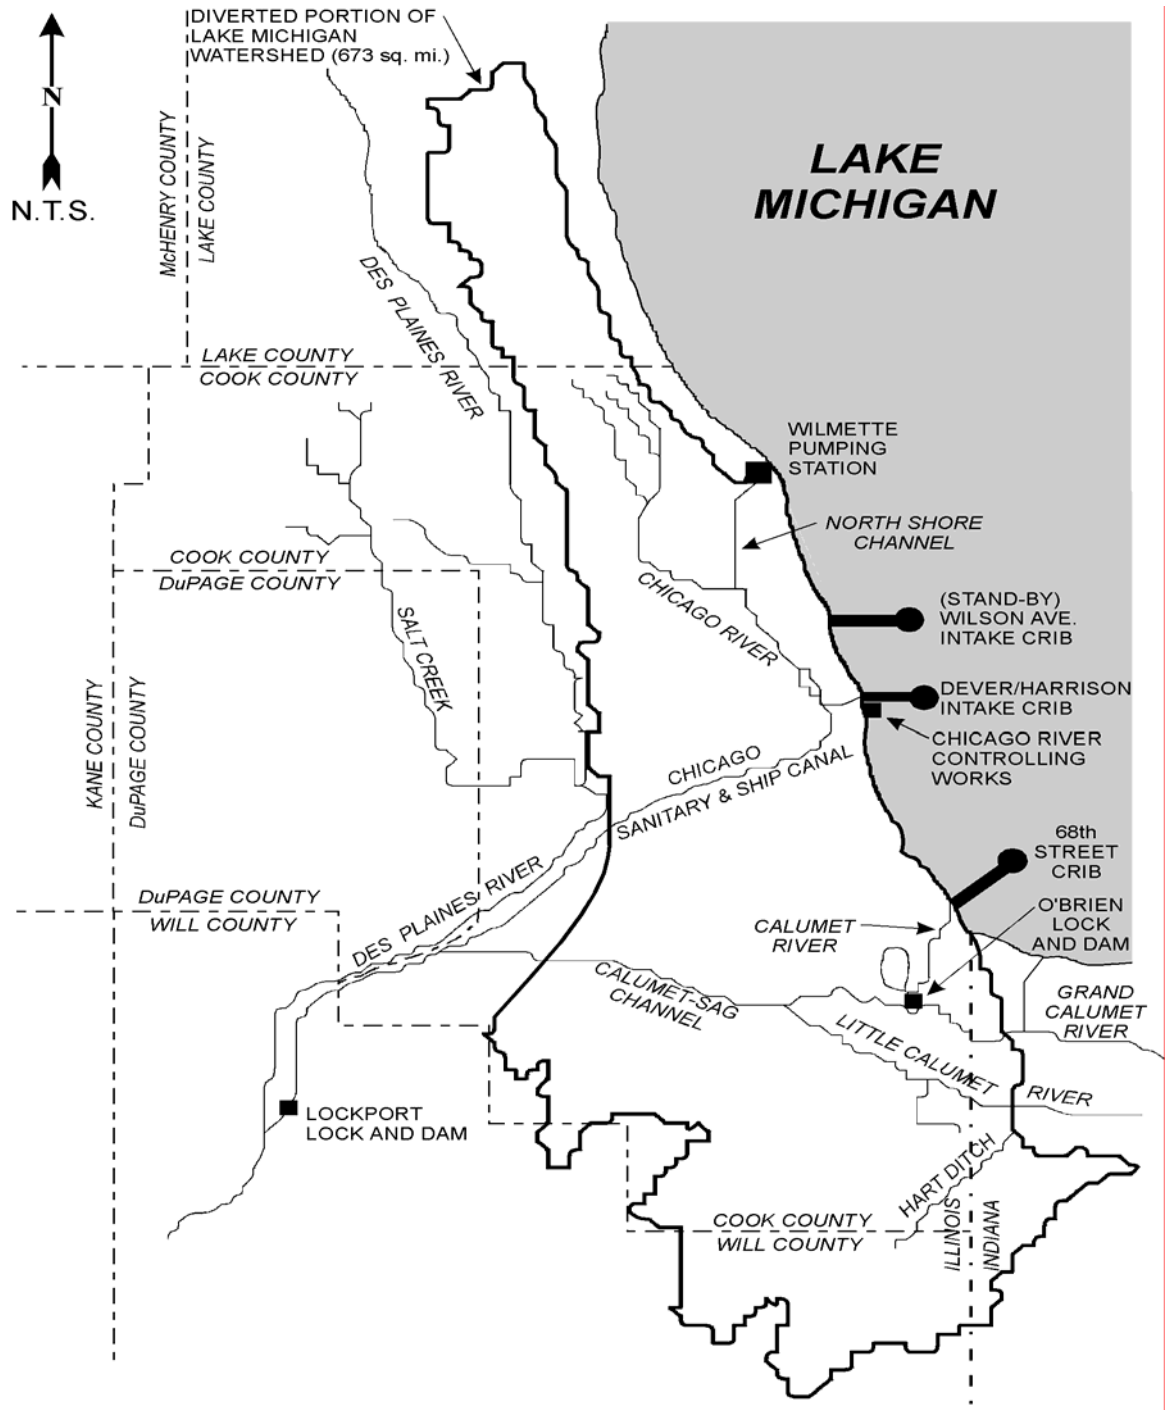 DIVERTED PORTION OF
LAKE MICHIGAN
WATERSHED (673 sq. mi.)
N
N.T.S.
McHENRY COUNTY
LAKE COUNTY
LAKE
MICHIGAN
DES PLAINES RIVER
LAKE COUNTY
COOK COUNTY
WILMETTE
PUMPING
STATION
NORTH SHORE
CHANNEL
COOK COUNTY
DuPAGE COUNTY
CHICAGO RIVER
(STAND-BY)
WILSON AVE.
INTAKE CRIB
SALT CREEK
KANE COUNTY
DuPAGE COUNTY
DEVER/HARRISON
INTAKE CRIB
CHICAGO RIVER
CONTROLLING
WORKS
CHICAGO
SANITARY & SHIP CANAL
68th
STREET
CRIB
DuPAGE COUNTY
WILL COUNTY
DES PLAINES RIVER
CALUMET
RIVER
O'BRIEN
LOCK
AND DAM
CALUMET-SAG
CHANNEL
GRAND
CALUMET
RIVER
LITTLE CALUMET RIVER
LOCKPORT
LOCK AND DAM
HART DITCH
COOK COUNTY
WILL COUNTY
ILLINOIS
INDIANA